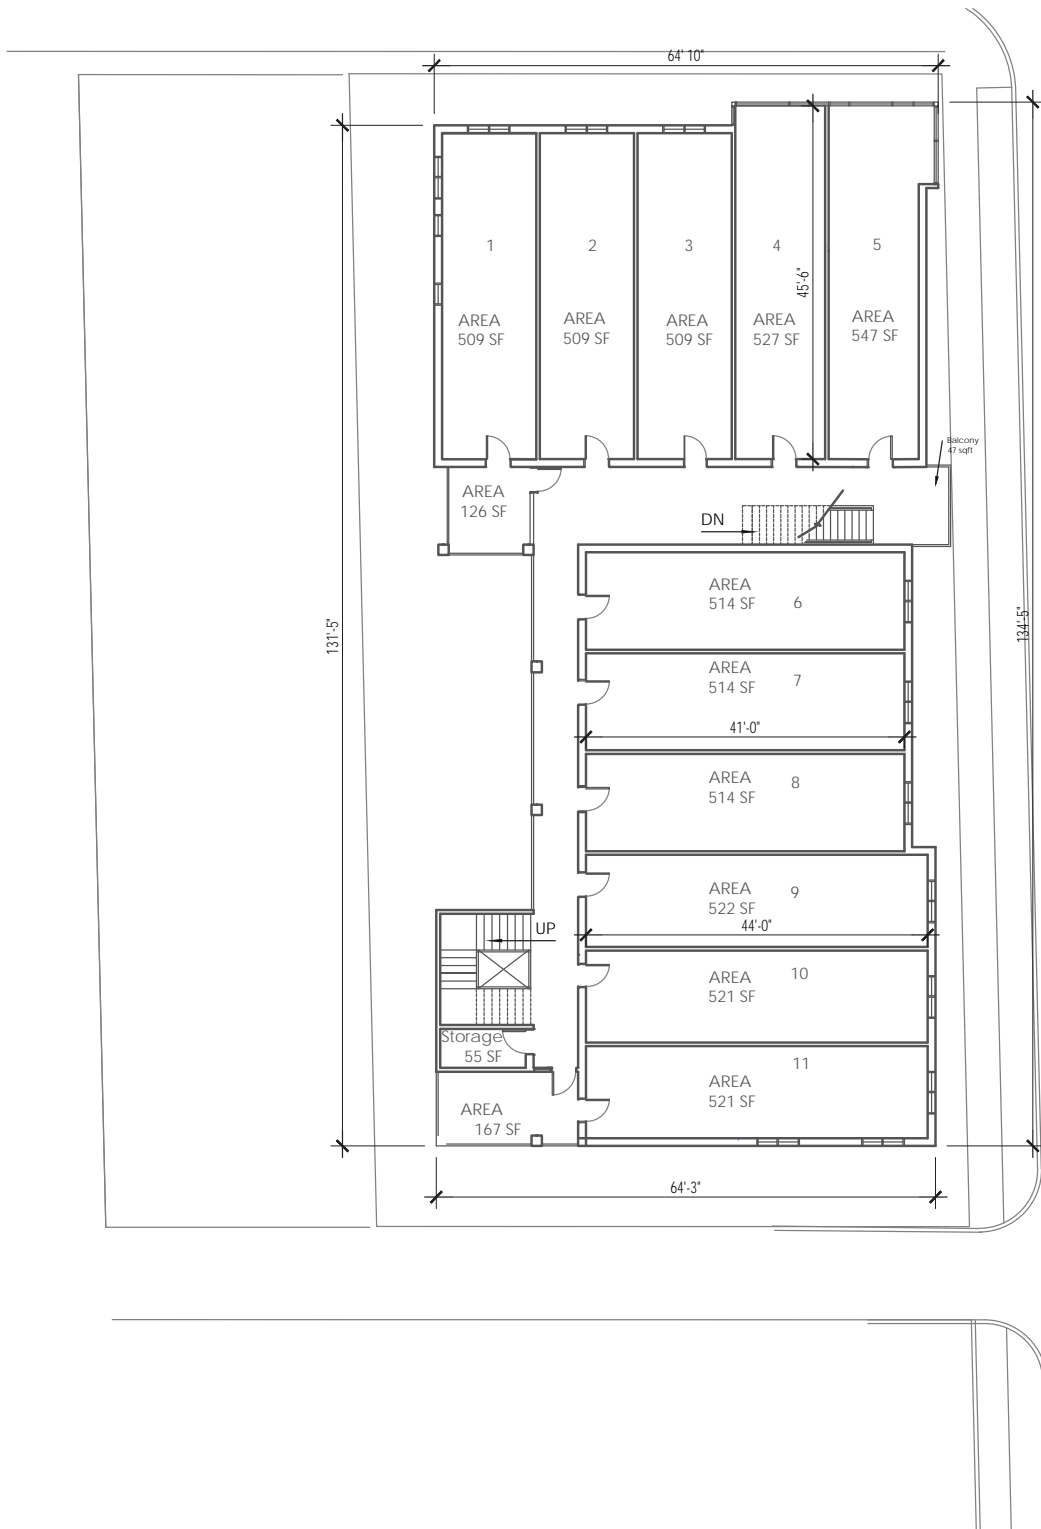 64' 10"
1
2
3
4
5
45'-6"
AREA
509 SF
AREA
509 SF
AREA
509 SF
AREA
527 SF
AREA
547 SF
Balcony
47 sqft
AREA
126 SF
DN
131'-5"
134'-5"
AREA
514 SF
6
AREA
514 SF
7
41'-0"
AREA
514 SF
8
AREA
522 SF
9
44'-0"
UP
AREA
521 SF
10
Storage
55 SF
AREA
521 SF
11
AREA
167 SF
64'-3"